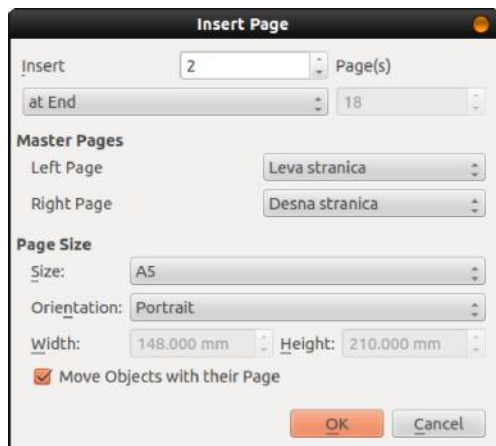 Insert Page
Insert 2 Page(s)
at End 18
Master Pages
Left Page Leva stranica
Right Page Desna stranica
Page Size
Size: A5
Orientation: Portrait
Width: 148.000 mm Height: 210.000 mm
Move Objects with their Page
OK Cancel